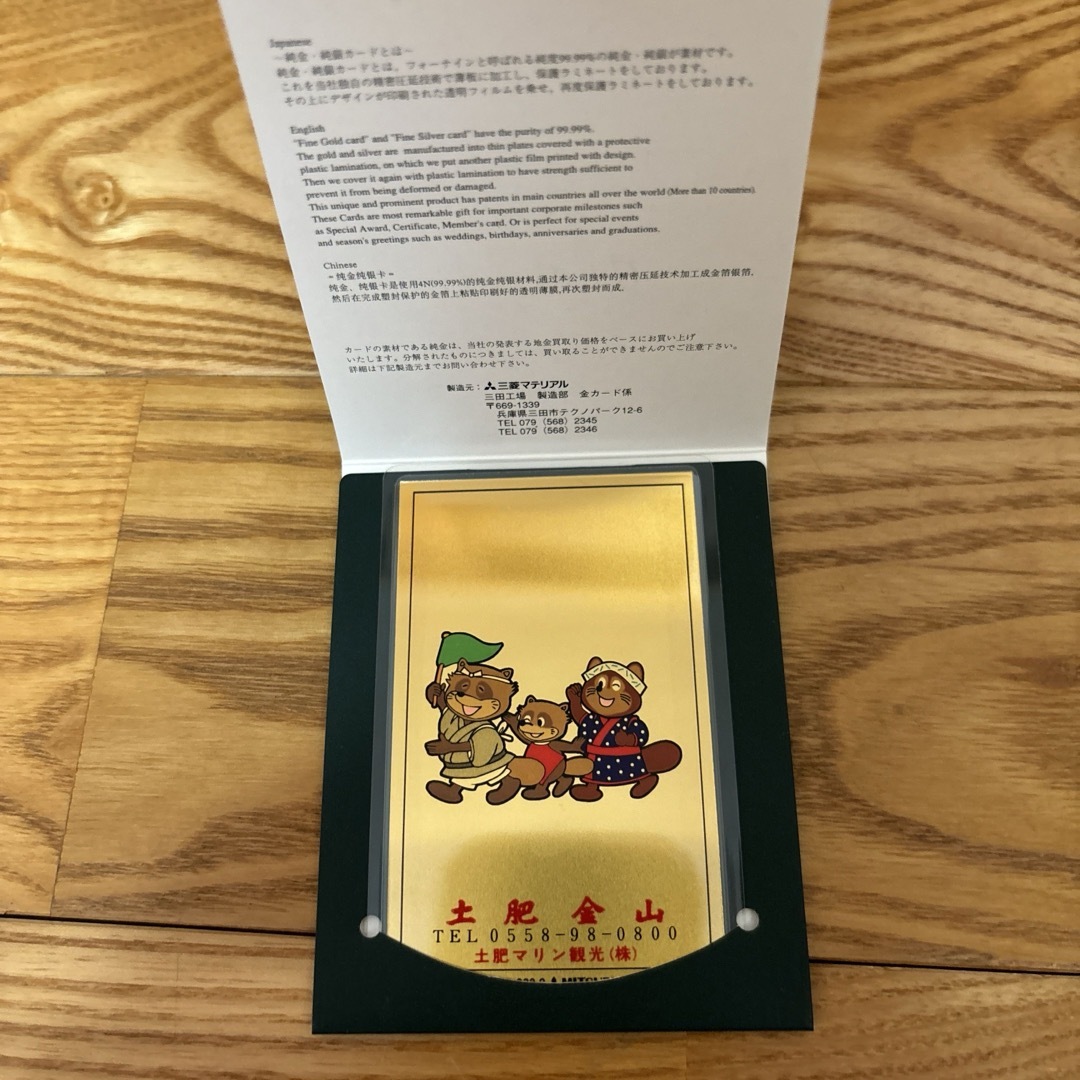 Japanese
～純金・純銀カードとは～
純金・純銀カードとは、フォーナインと呼ばれる純度99.99%の純金・純銀が素材です。
これを当社独自の精密圧延技術で薄板に加工し、保護ラミネートをしております。
その上にデザインが印刷された透明フィルムを乗せ、再度保護ラミネートをしております。
English
"Fine Gold card" and "Fine Silver card" have the purity of 99.99%.
The gold and silver are manufactured into thin plates covered with a protective
plastic lamination, on which we put another plastic film printed with design.
Then we cover it again with plastic lamination to have strength sufficient to
prevent it from being deformed or damaged.
This unique and prominent product has patents in main countries all over the world (More than 10 countries).
These Cards are most remarkable gift for important corporate milestones such
as Special Award, Certificate, Member's card. Or is perfect for special events
and season's greetings such as weddings, birthdays, anniversaries and graduations.
Chinese
= 纯金纯银卡 =
纯金、纯银卡是使用4N(99.99%)的纯金纯银材料,通过本公司独特的精密压延技术加工成金箔银箔,
然后在完成塑封保护的金箔上粘贴印刷好的透明薄膜,再次塑封而成.
カードの素材である純金は、当社の発表する地金買取り価格をベースにお買い上げ
いたします。分解されたものにつきましては、買い取ることができませんのでご注意下さい。
詳細は下記製造元までお問い合わせ下さい。
製造元：三菱マテリアル
三田工場 製造部 金カード係
〒669-1339
兵庫県三田市テクノパーク12-6
TEL 079（568）2345
TEL 079（568）2346
土肥金山
TEL 0558-98-0800
土肥マリン観光(株)